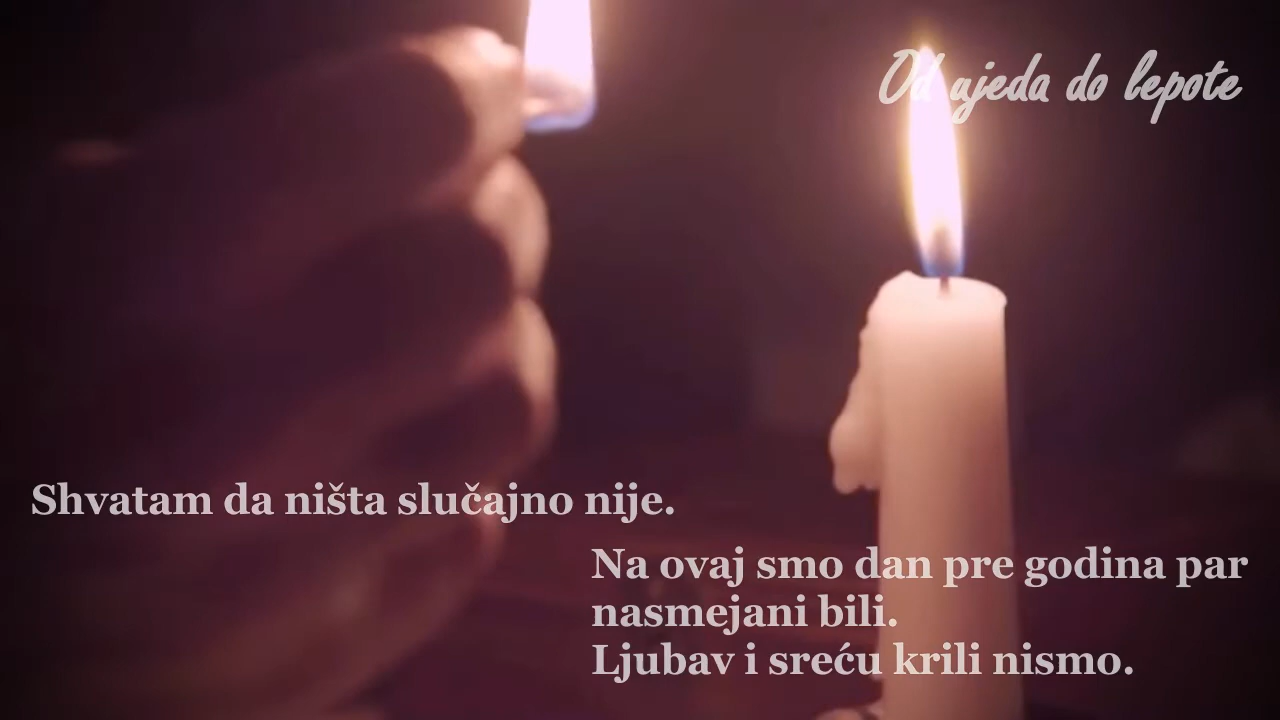 Od ujeda do lepote
Shvatam da ništa slučajno nije.
Na ovaj smo dan pre godina par
nasmejani bili.
Ljubav i sreću krili nismo.